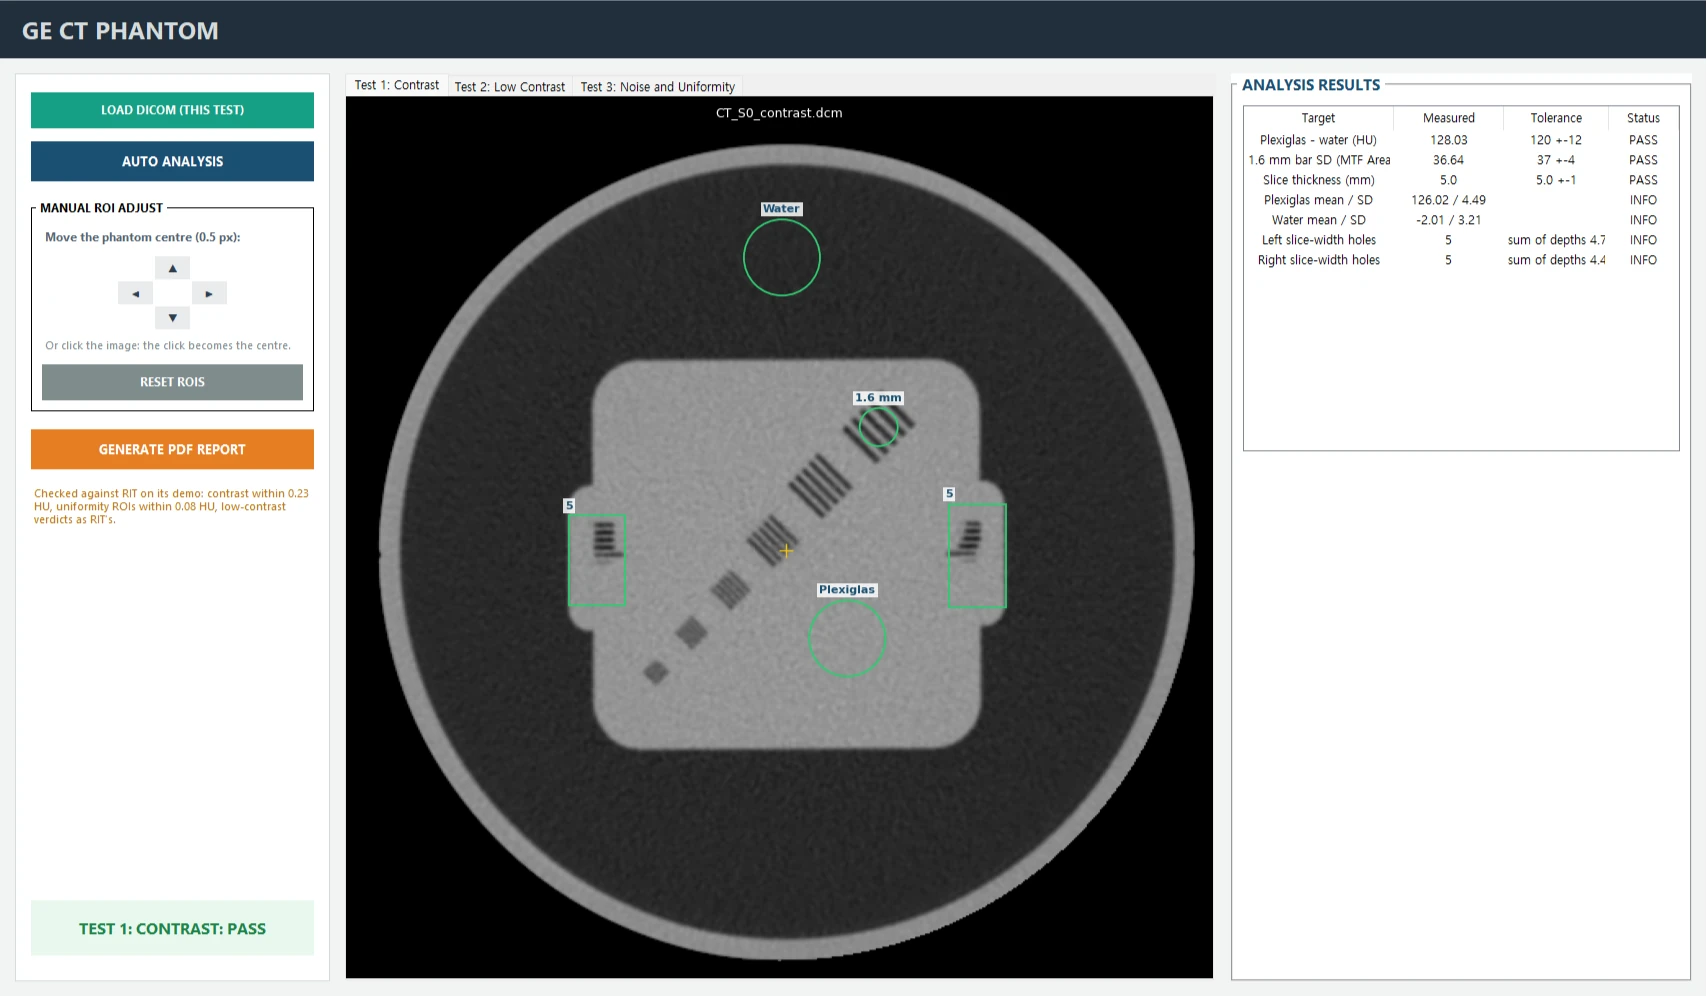 GE CT PHANTOM
LOAD DICOM (THIS TEST)
AUTO ANALYSIS
MANUAL ROI ADJUST
Move the phantom centre (0.5 px):
▲
◄ ►
▼
Or click the image: the click becomes the centre.
RESET ROIS
GENERATE PDF REPORT
Checked against RIT on its demo: contrast within 0.23
HU, uniformity ROIs within 0.08 HU, low-contrast
verdicts as RIT's.
TEST 1: CONTRAST: PASS
Test 1: Contrast Test 2: Low Contrast Test 3: Noise and Uniformity
CT_S0_contrast.dcm
Water
1.6 mm
5
5
Plexiglas
ANALYSIS RESULTS
Target Measured Tolerance Status
Plexiglas - water (HU) 128.03 120 +-12 PASS
1.6 mm bar SD (MTF Area 36.64 37 +-4 PASS
Slice thickness (mm) 5.0 5.0 +-1 PASS
Plexiglas mean / SD 126.02 / 4.49 INFO
Water mean / SD -2.01 / 3.21 INFO
Left slice-width holes 5 sum of depths 4.7 INFO
Right slice-width holes 5 sum of depths 4.4 INFO